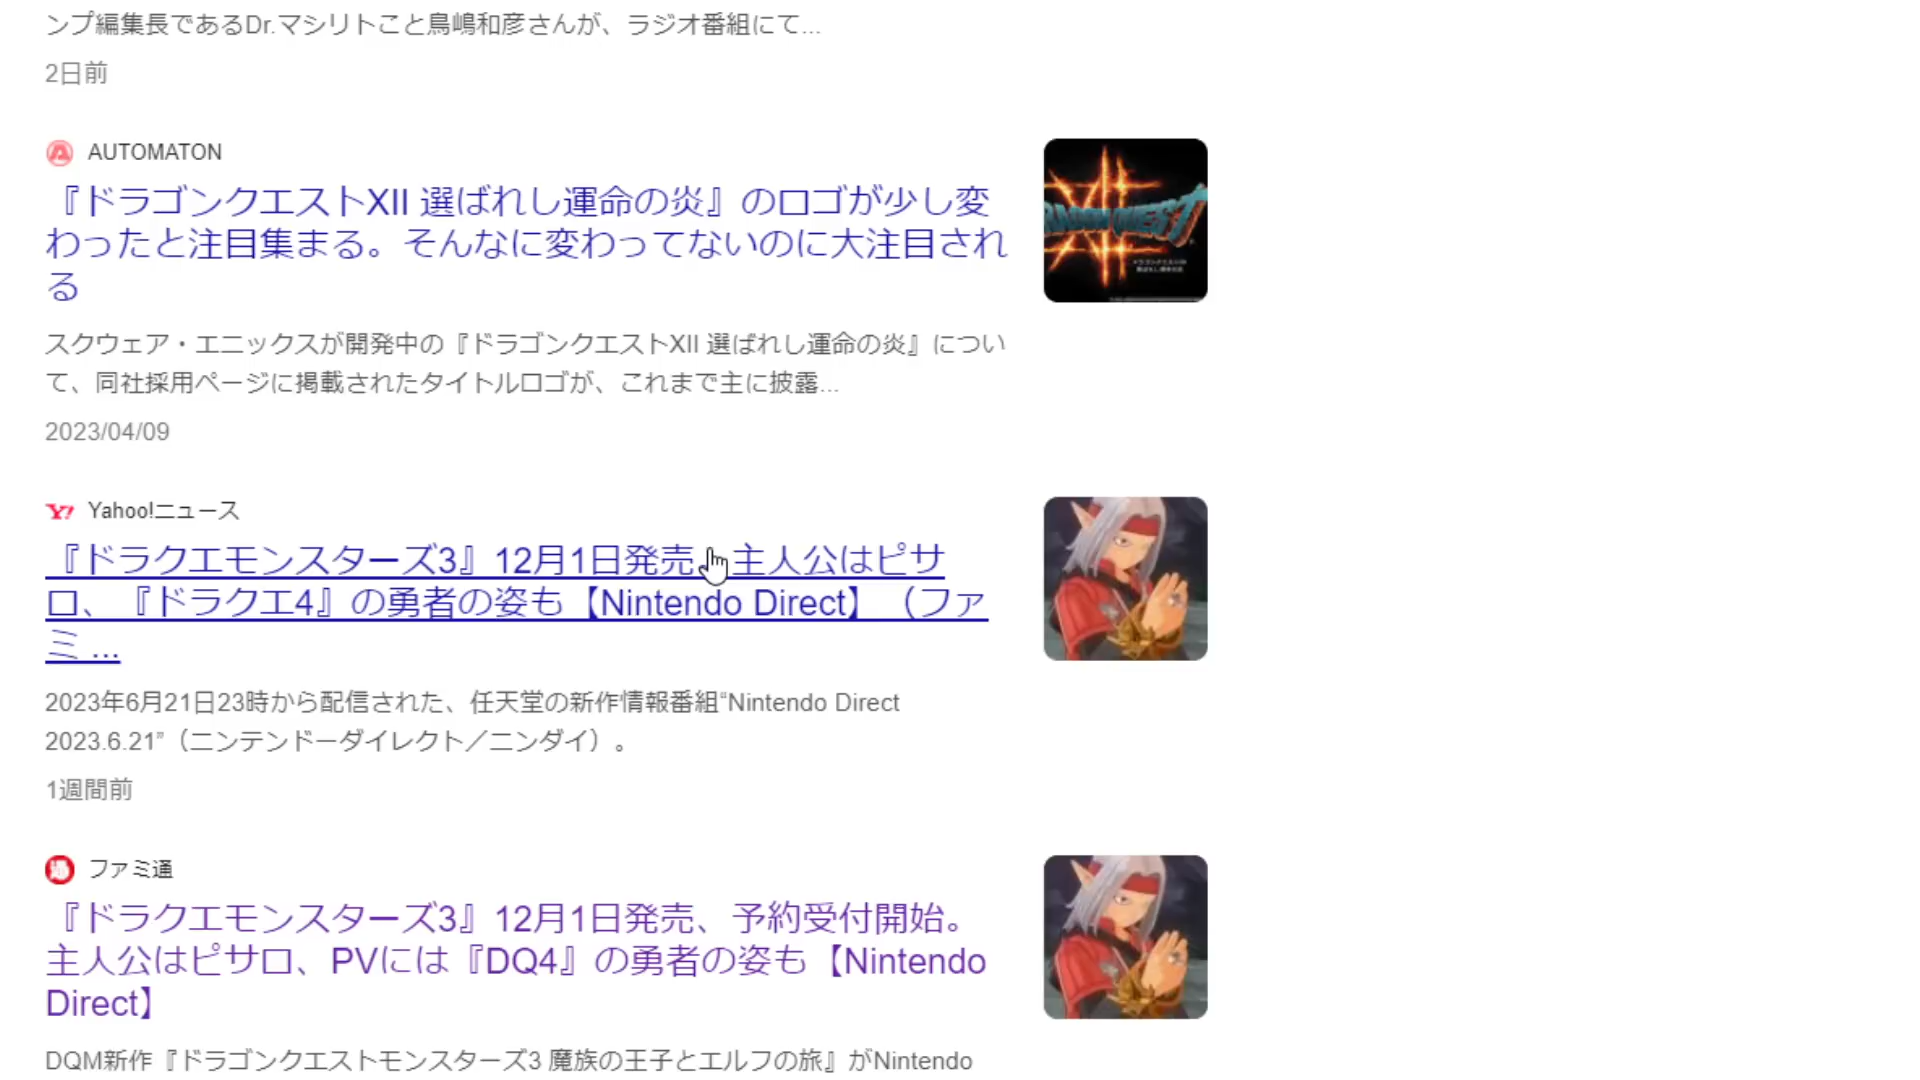 ンプ編集長であるDr.マシリトこと鳥嶋和彦さんが、ラジオ番組にて...
2日前
AUTOMATON
『ドラゴンクエストXII 選ばれし運命の炎』のロゴが少し変
わったと注目集まる。そんなに変わってないのに大注目され
る
スクウェア・エニックスが開発中の『ドラゴンクエストXII 選ばれし運命の炎』につい
て、同社採用ページに掲載されたタイトルロゴが、これまで主に披露...
2023/04/09
Yahoo!ニュース
『ドラクエモンスターズ3』12月1日発売 主人公はピサ
ロ、『ドラクエ4』の勇者の姿も【Nintendo Direct】（ファ
ミ ...
2023年6月21日23時から配信された、任天堂の新作情報番組“Nintendo Direct
2023.6.21”（ニンテンドーダイレクト／ニンダイ）。
1週間前
ファミ通
『ドラクエモンスターズ3』12月1日発売、予約受付開始。
主人公はピサロ、PVには『DQ4』の勇者の姿も【Nintendo
Direct】
DQM新作『ドラゴンクエストモンスターズ3 魔族の王子とエルフの旅』がNintendo